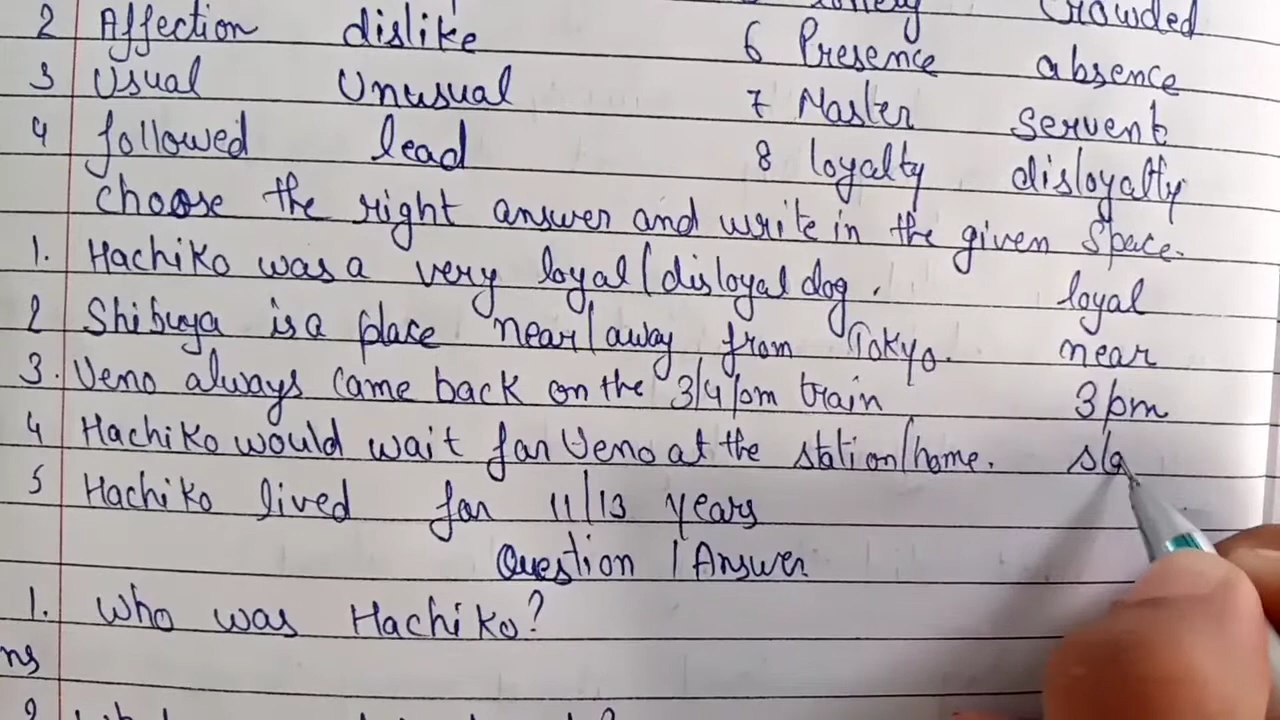 Crowded
2 Affection dislike 6 Presence absence
3 Usual Unusual 7 Master servent
4 followed lead 8 loyalty disloyalty
choose the right answer and write in the given space.
1. Hachiko was a very loyal/disloyal dog. loyal
2 Shibuya is a place near/away from Tokyo. near
3. Ueno always came back on the 3/4/pm train 3pm
4 Hachiko would wait for Ueno at the station/home. sta
5 Hachiko lived for 11/13 years
Question / Answer
1. Who was Hachiko?
ns
2